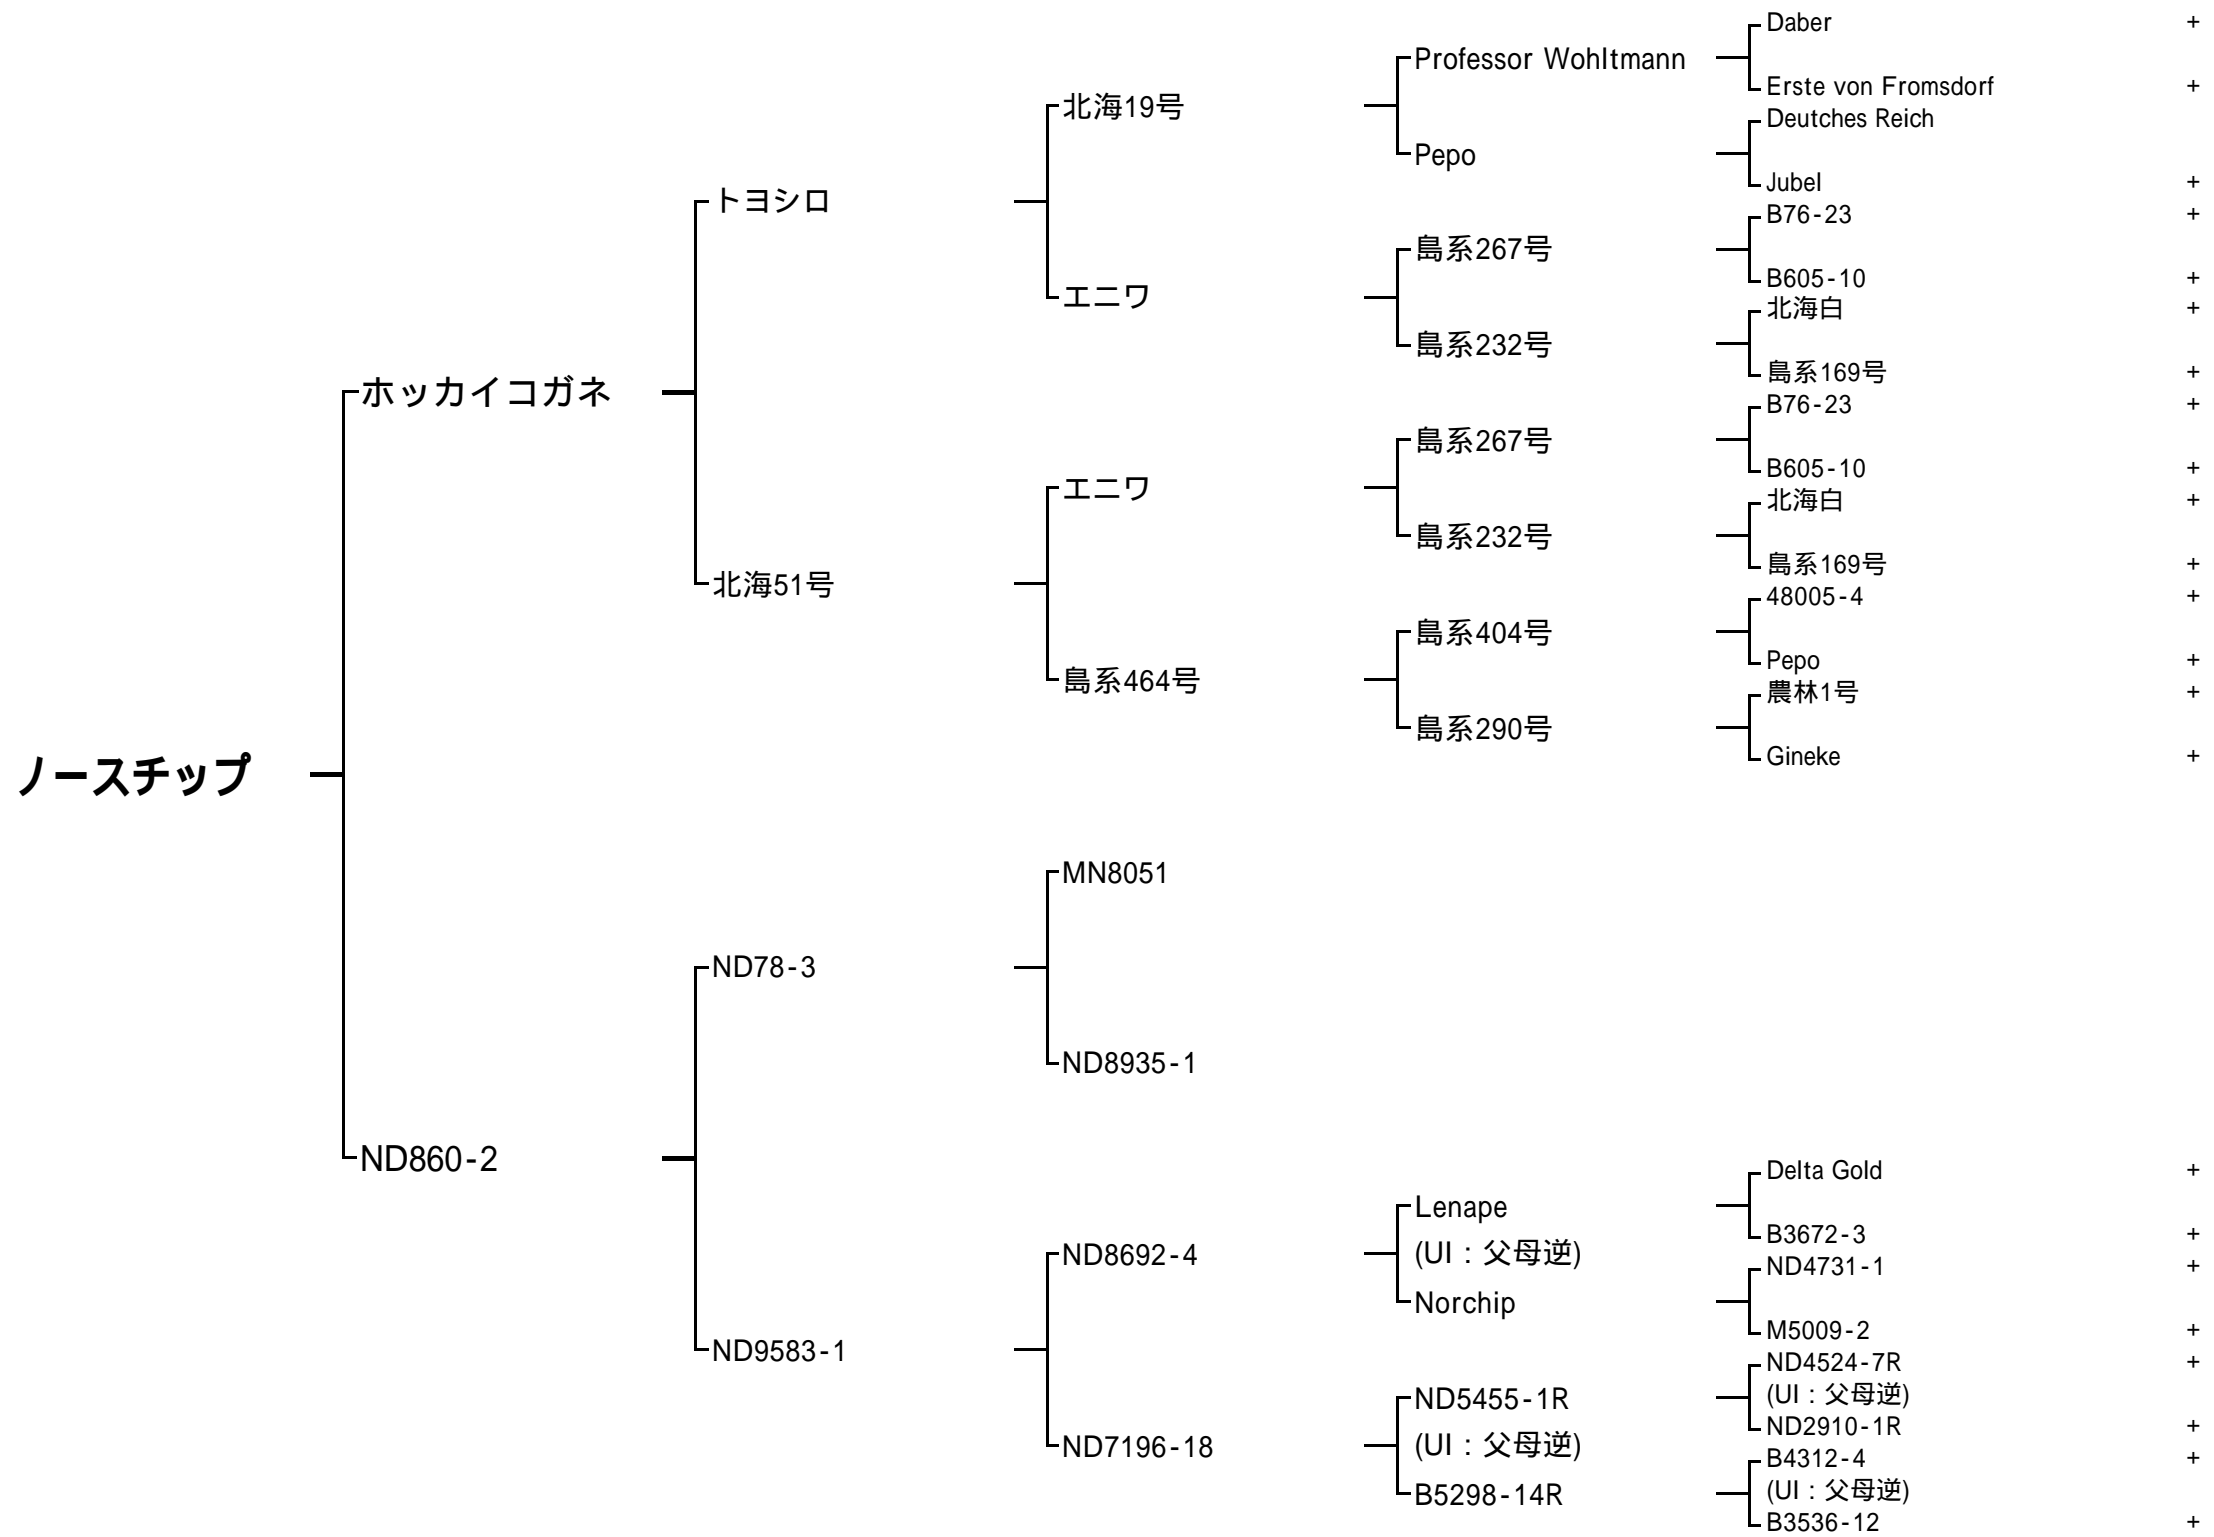 Daber +
Professor Wohltmann
Erste von Fromsdorf +
北海19号
Deutches Reich
Pepo
Jubel +
トヨシロ
B76-23 +
島系267号
B605-10 +
エニワ
北海白 +
島系232号
島系169号 +
ホッカイコガネ
B76-23 +
島系267号
B605-10 +
エニワ
北海白 +
島系232号
島系169号 +
北海51号
48005-4 +
島系404号
Pepo +
島系464号
農林1号 +
島系290号
Gineke +
ノースチップ
MN8051
ND78-3
ND8935-1
ND860-2
Delta Gold +
Lenape
B3672-3 +
ND8692-4
(UI：父母逆)
ND4731-1 +
Norchip
M5009-2 +
ND9583-1
ND4524-7R +
ND5455-1R
(UI：父母逆)
ND2910-1R +
ND7196-18
(UI：父母逆)
B4312-4 +
B5298-14R
(UI：父母逆)
B3536-12 +